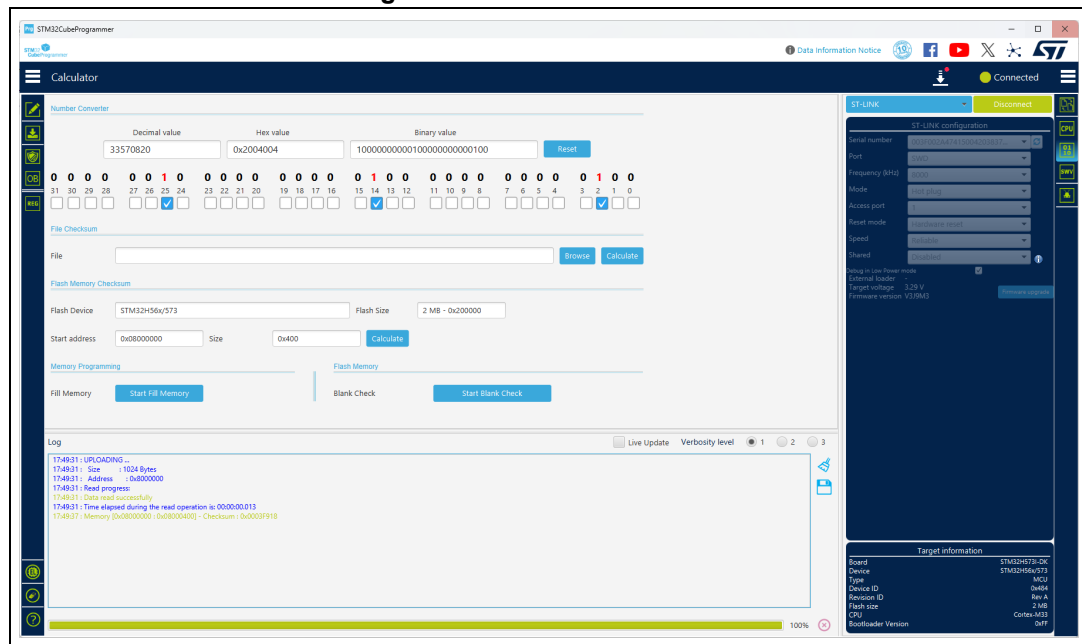 STM32CubeProgrammer
Data Information Notice
Calculator
Connected
Number Converter
Decimal value Hex value Binary value
33570820 0x2004004 10000000000100000000000100 Reset
0 0 0 0 0 0 1 0 0 0 0 0 0 0 0 0 0 1 0 0 0 0 0 0 0 0 0 0 0 1 0 0
31 30 29 28 27 26 25 24 23 22 21 20 19 18 17 16 15 14 13 12 11 10 9 8 7 6 5 4 3 2 1 0
File Checksum
File Browse Calculate
Flash Memory Checksum
Flash Device STM32H56x/573 Flash Size 2 MB - 0x200000
Start address 0x08000000 Size 0x400 Calculate
Memory Programming Flash Memory
Fill Memory Start Fill Memory Blank Check Start Blank Check
Log Live Update Verbosity level 1 2 3
17:49:31 : UPLOADING ...
17:49:31 : Size : 1024 Bytes
17:49:31 : Address : 0x8000000
17:49:31 : Read progress:
17:49:31 : Data read successfully
17:49:31 : Time elapsed during the read operation is: 00:00:00.013
17:49:37 : Memory [0x08000000 : 0x08000400] - Checksum : 0x0003F910
100%
OB
REG
ST-LINK Disconnect
ST-LINK configuration
Serial number
Port SWD
Frequency (kHz) 8000
Mode Hot plug
Access port 1
Reset mode Hardware reset
Speed Reliable
Shared Disabled
Debug in Low Power mode
External loader -
Target voltage 3.29 V
Firmware version V3J9M3
Firmware upgrade
CPU
SWV
Target information
Board STM32H573I-DK
Device STM32H56x/573
Type MCU
Device ID 0x484
Revision ID Rev A
Flash size 2 MB
CPU Cortex-M33
Bootloader Version 0xFF